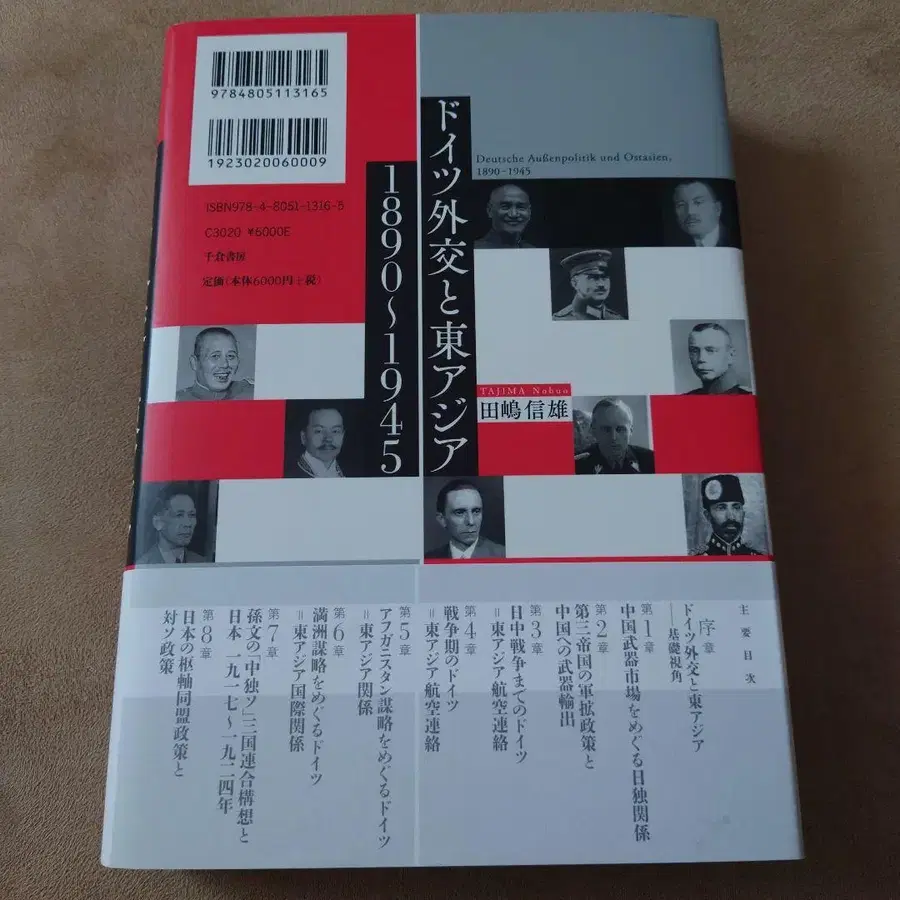 9784805113165
1923020060009
ISBN978-4-8051-1316-5
C3020 ¥6000E
千倉書房
定価(本体6000円+税)
ドイツ外交と東アジア
1890〜1945
Deutsche Außenpolitik und Ostasien,
1890-1945
TAJIMA Nobuo
田嶋信雄
主要目次
序章
ドイツ外交と東アジア
――基礎視角
第1章
中国武器市場をめぐる日独関係
第2章
第三帝国の軍拡政策と
中国への武器輸出
第3章
日中戦争までのドイツ
=東アジア航空連絡
第4章
戦争期のドイツ
=東アジア航空連絡
第5章
アフガニスタン謀略をめぐるドイツ
=東アジア関係
第6章
満洲謀略をめぐるドイツ
=東アジア国際関係
第7章
孫文の「中独ソ」三国連合構想と
日本 一九一七〜一九二四年
第8章
日本の枢軸同盟政策と
対ソ政策